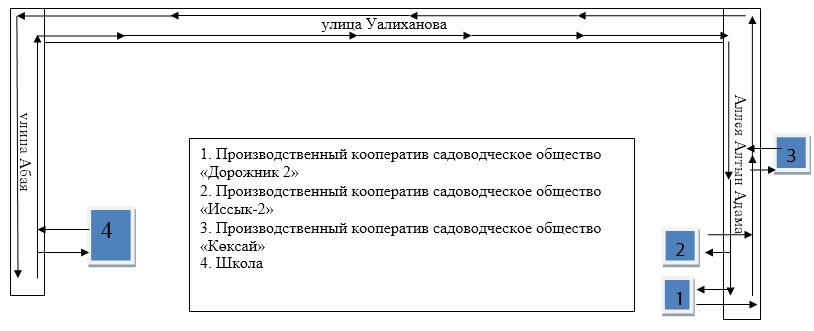 улица Уалиханова
улица Абая
Аллея Алтын Адама
1. Производственный кооператив садоводческое общество
«Дорожник 2»
2. Производственный кооператив садоводческое общество
«Иссык-2»
3. Производственный кооператив садоводческое общество
«Көксай»
4. Школа
3
4
2
1